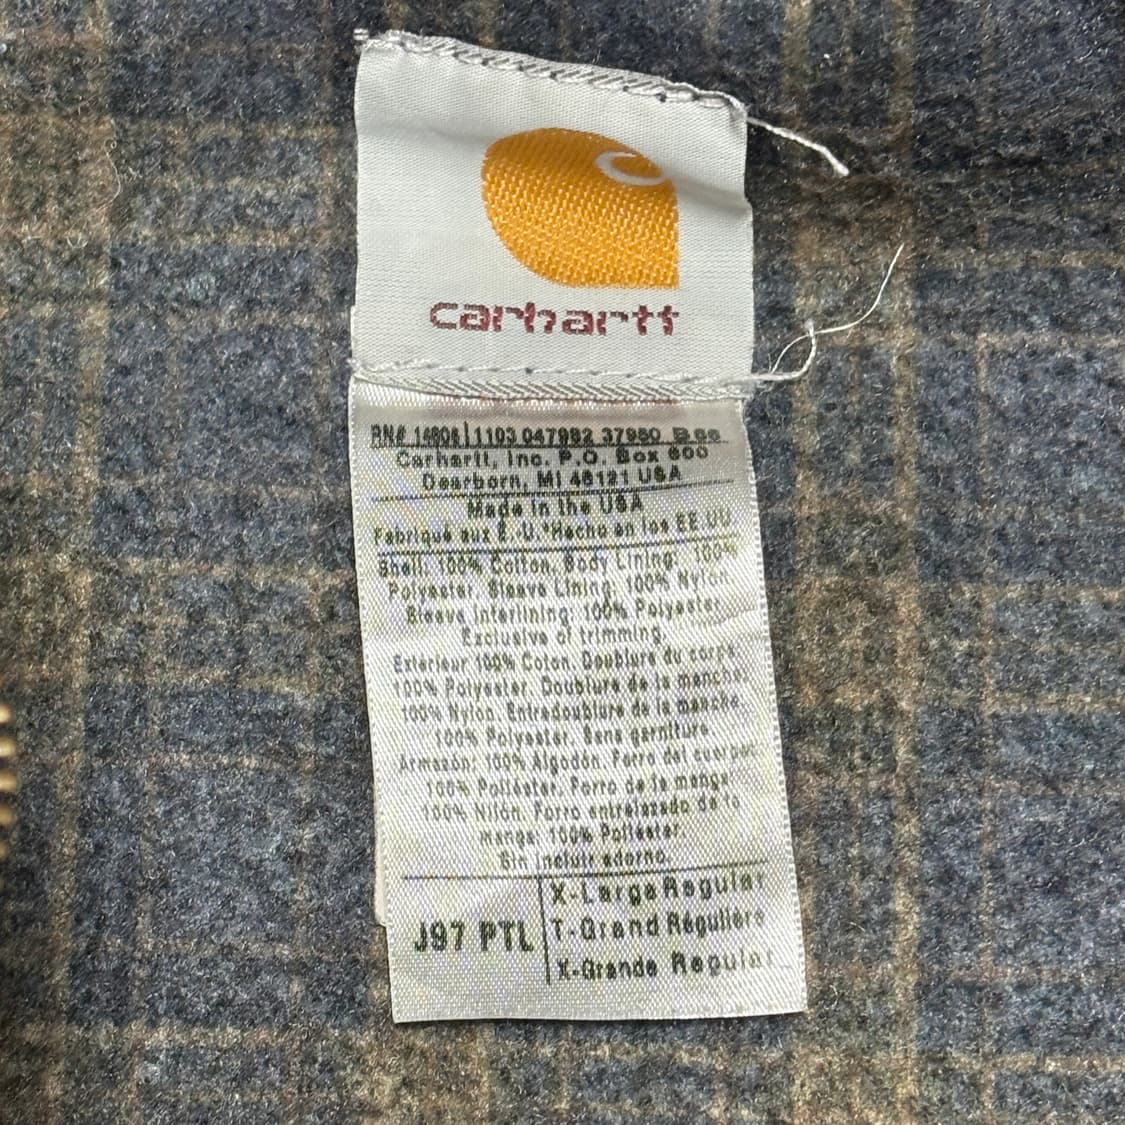 carhartt
RN# 14806 1103 047982 37950
Carhartt, Inc. P.O. Box 600
Dearborn, MI 48121 USA
Made in the USA
Fabriqué aux É.-U.*Hecho en los EE.UU.
Shell: 100% Cotton. Body Lining: 100%
Polyester. Sleeve Lining: 100% Nylon.
Sleeve Interlining: 100% Polyester
Exclusive of trimming.
Extérieur 100% Coton. Doublure du corps
100% Polyester. Doublure de la manche
100% Nylon. Entredoublure de la manche
100% Polyester. Sans garniture.
Armazón: 100% Algodón. Forro del cuerpo:
100% Poliéster. Forro de la manga
100% Nilón. Forro entrelazado de la
manga: 100% Poliéster.
Sin incluir adorno.
J97 PTL
X-Large Regular
T-Grand Régulière
X-Grande Regular